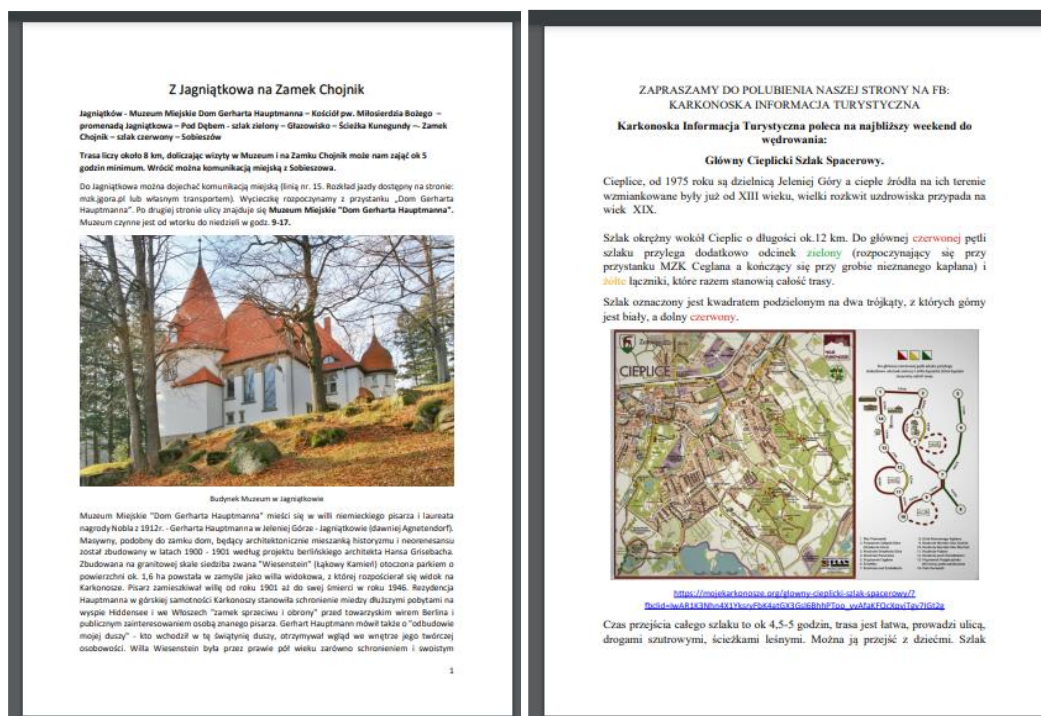 Z Jagniątkowa na Zamek Chojnik
Jagniątków - Muzeum Miejskie Dom Gerharta Hauptmanna – Kościół pw. Miłosierdzia Bożego –
promenadą Jagniątkowa – Pod Dębem - szlak zielony – Głazowisko – Ścieżka Kunegundy –- Zamek
Chojnik – szlak czerwony – Sobieszów
Trasa liczy około 8 km, doliczając wizyty w Muzeum i na Zamku Chojnik może nam zająć ok 5
godzin minimum. Wrócić można komunikacją miejską z Sobieszowa.
Do Jagniątkowa można dojechać komunikacją miejską (linią nr. 15. Rozkład jazdy dostępny na stronie:
mzk.jgora.pl lub własnym transportem). Wycieczkę rozpoczynamy z przystanku „Dom Gerharta
Hauptmanna”. Po drugiej stronie ulicy znajduje się Muzeum Miejskie "Dom Gerharta Hauptmanna".
Muzeum czynne jest od wtorku do niedzieli w godz. 9-17.
Budynek Muzeum w Jagniątkowie
Muzeum Miejskie "Dom Gerharta Hauptmanna" mieści się w willi niemieckiego pisarza i laureata
nagrody Nobla z 1912r. - Gerharta Hauptmanna w Jeleniej Górze - Jagniątkowie (dawniej Agnetendorf).
Masywny, podobny do zamku dom, będący architektonicznie mieszanką historyzmu i neorenesansu
został zbudowany w latach 1900 - 1901 według projektu berlińskiego architekta Hansa Grisebacha.
Zbudowana na granitowej skale siedziba zwana "Wiesenstein" (Łąkowy Kamień) otoczona parkiem o
powierzchni ok. 1,6 ha powstała w zamyśle jako willa widokowa, z której rozpościerał się widok na
Karkonosze. Pisarz zamieszkiwał willę od roku 1901 aż do swej śmierci w roku 1946. Rezydencja
Hauptmanna w górskiej samotności Karkonoszy stanowiła schronienie miedzy dłuższymi pobytami na
wyspie Hiddensee i we Włoszech "zamek sprzeciwu i obrony" przed towarzyskim wirem Berlina i
publicznym zainteresowaniem osobą znanego pisarza. Gerhart Hauptmann mówił także o "odbudowie
mojej duszy" - kto wchodził w tę świątynię duszy, otrzymywał wgląd we wnętrze jego twórczej
osobowości. Willa Wiesenstein była przez prawie pół wieku zarówno schronieniem i swoistym
1
ZAPRASZAMY DO POLUBIENIA NASZEJ STRONY NA FB:
KARKONOSKA INFORMACJA TURYSTYCZNA
Karkonoska Informacja Turystyczna poleca na najbliższy weekend do
wędrowania:
Główny Cieplicki Szlak Spacerowy.
Cieplice, od 1975 roku są dzielnicą Jeleniej Góry a ciepłe źródła na ich terenie
wzmiankowane były już od XIII wieku, wielki rozkwit uzdrowiska przypada na
wiek XIX.
Szlak okrężny wokół Cieplic o długości ok.12 km. Do głównej czerwonej pętli
szlaku przylega dodatkowo odcinek zielony (rozpoczynający się przy
przystanku MZK Ceglana a kończący się przy grobie nieznanego kapłana) i
żółte łączniki, które razem stanowią całość trasy.
Szlak oznaczony jest kwadratem podzielonym na dwa trójkąty, z których górny
jest biały, a dolny czerwony.
CIEPLICE
https://mojekarkonosze.org/glowny-cieplicki-szlak-spacerowy/?
Czas przejścia całego szlaku to ok 4,5-5 godzin, trasa jest łatwa, prowadzi ulicą,
drogami szutrowymi, ścieżkami leśnymi. Można ją przejść z dziećmi. Szlak